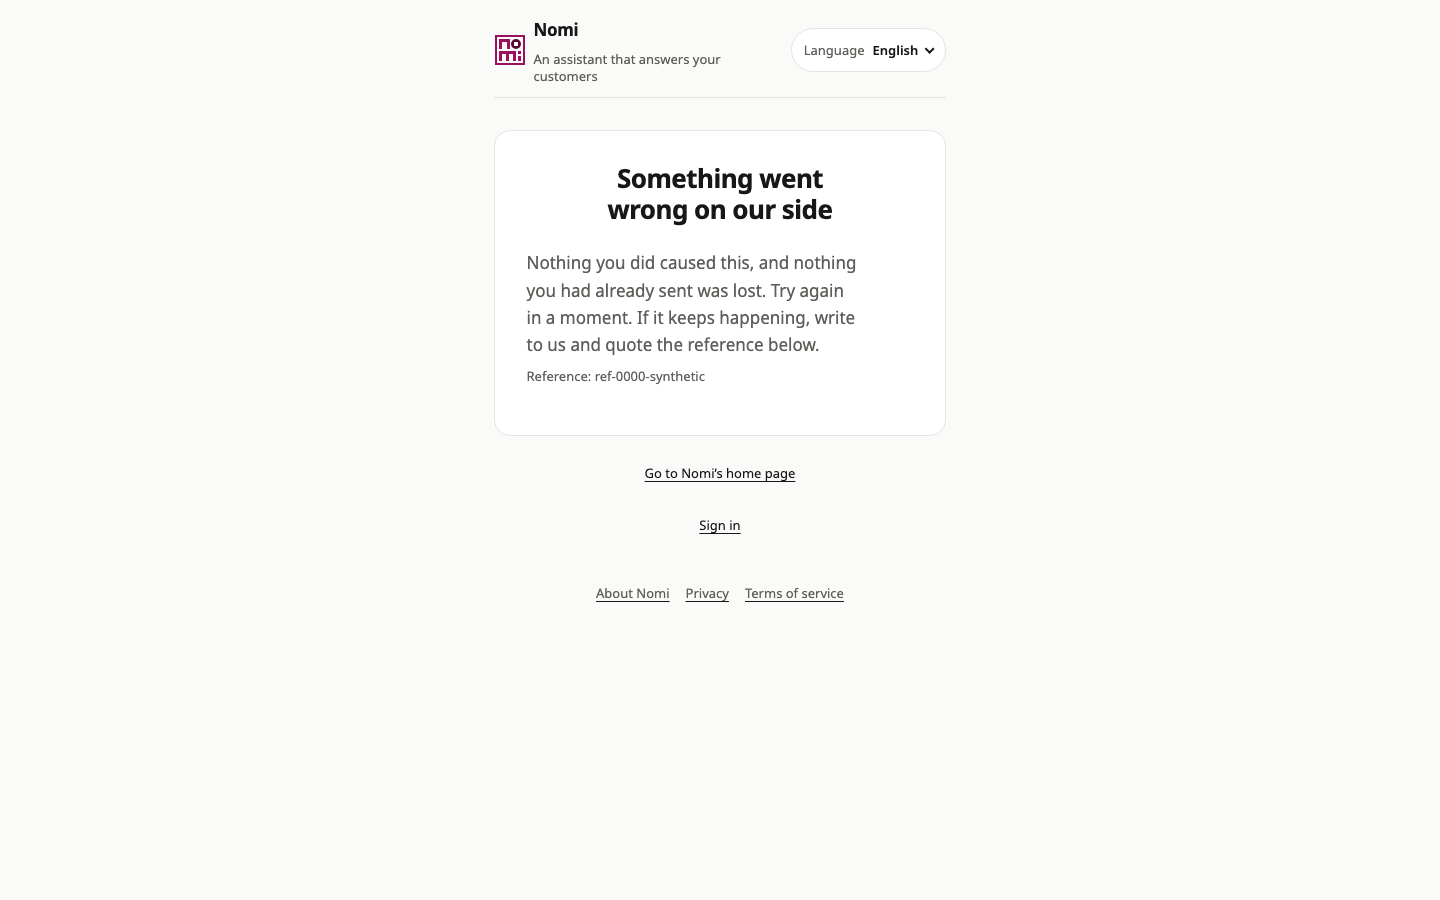 nomi
Nomi
An assistant that answers your
customers
Language English
Something went
wrong on our side
Nothing you did caused this, and nothing
you had already sent was lost. Try again
in a moment. If it keeps happening, write
to us and quote the reference below.
Reference: ref-0000-synthetic
Go to Nomi’s home page
Sign in
About Nomi Privacy Terms of service